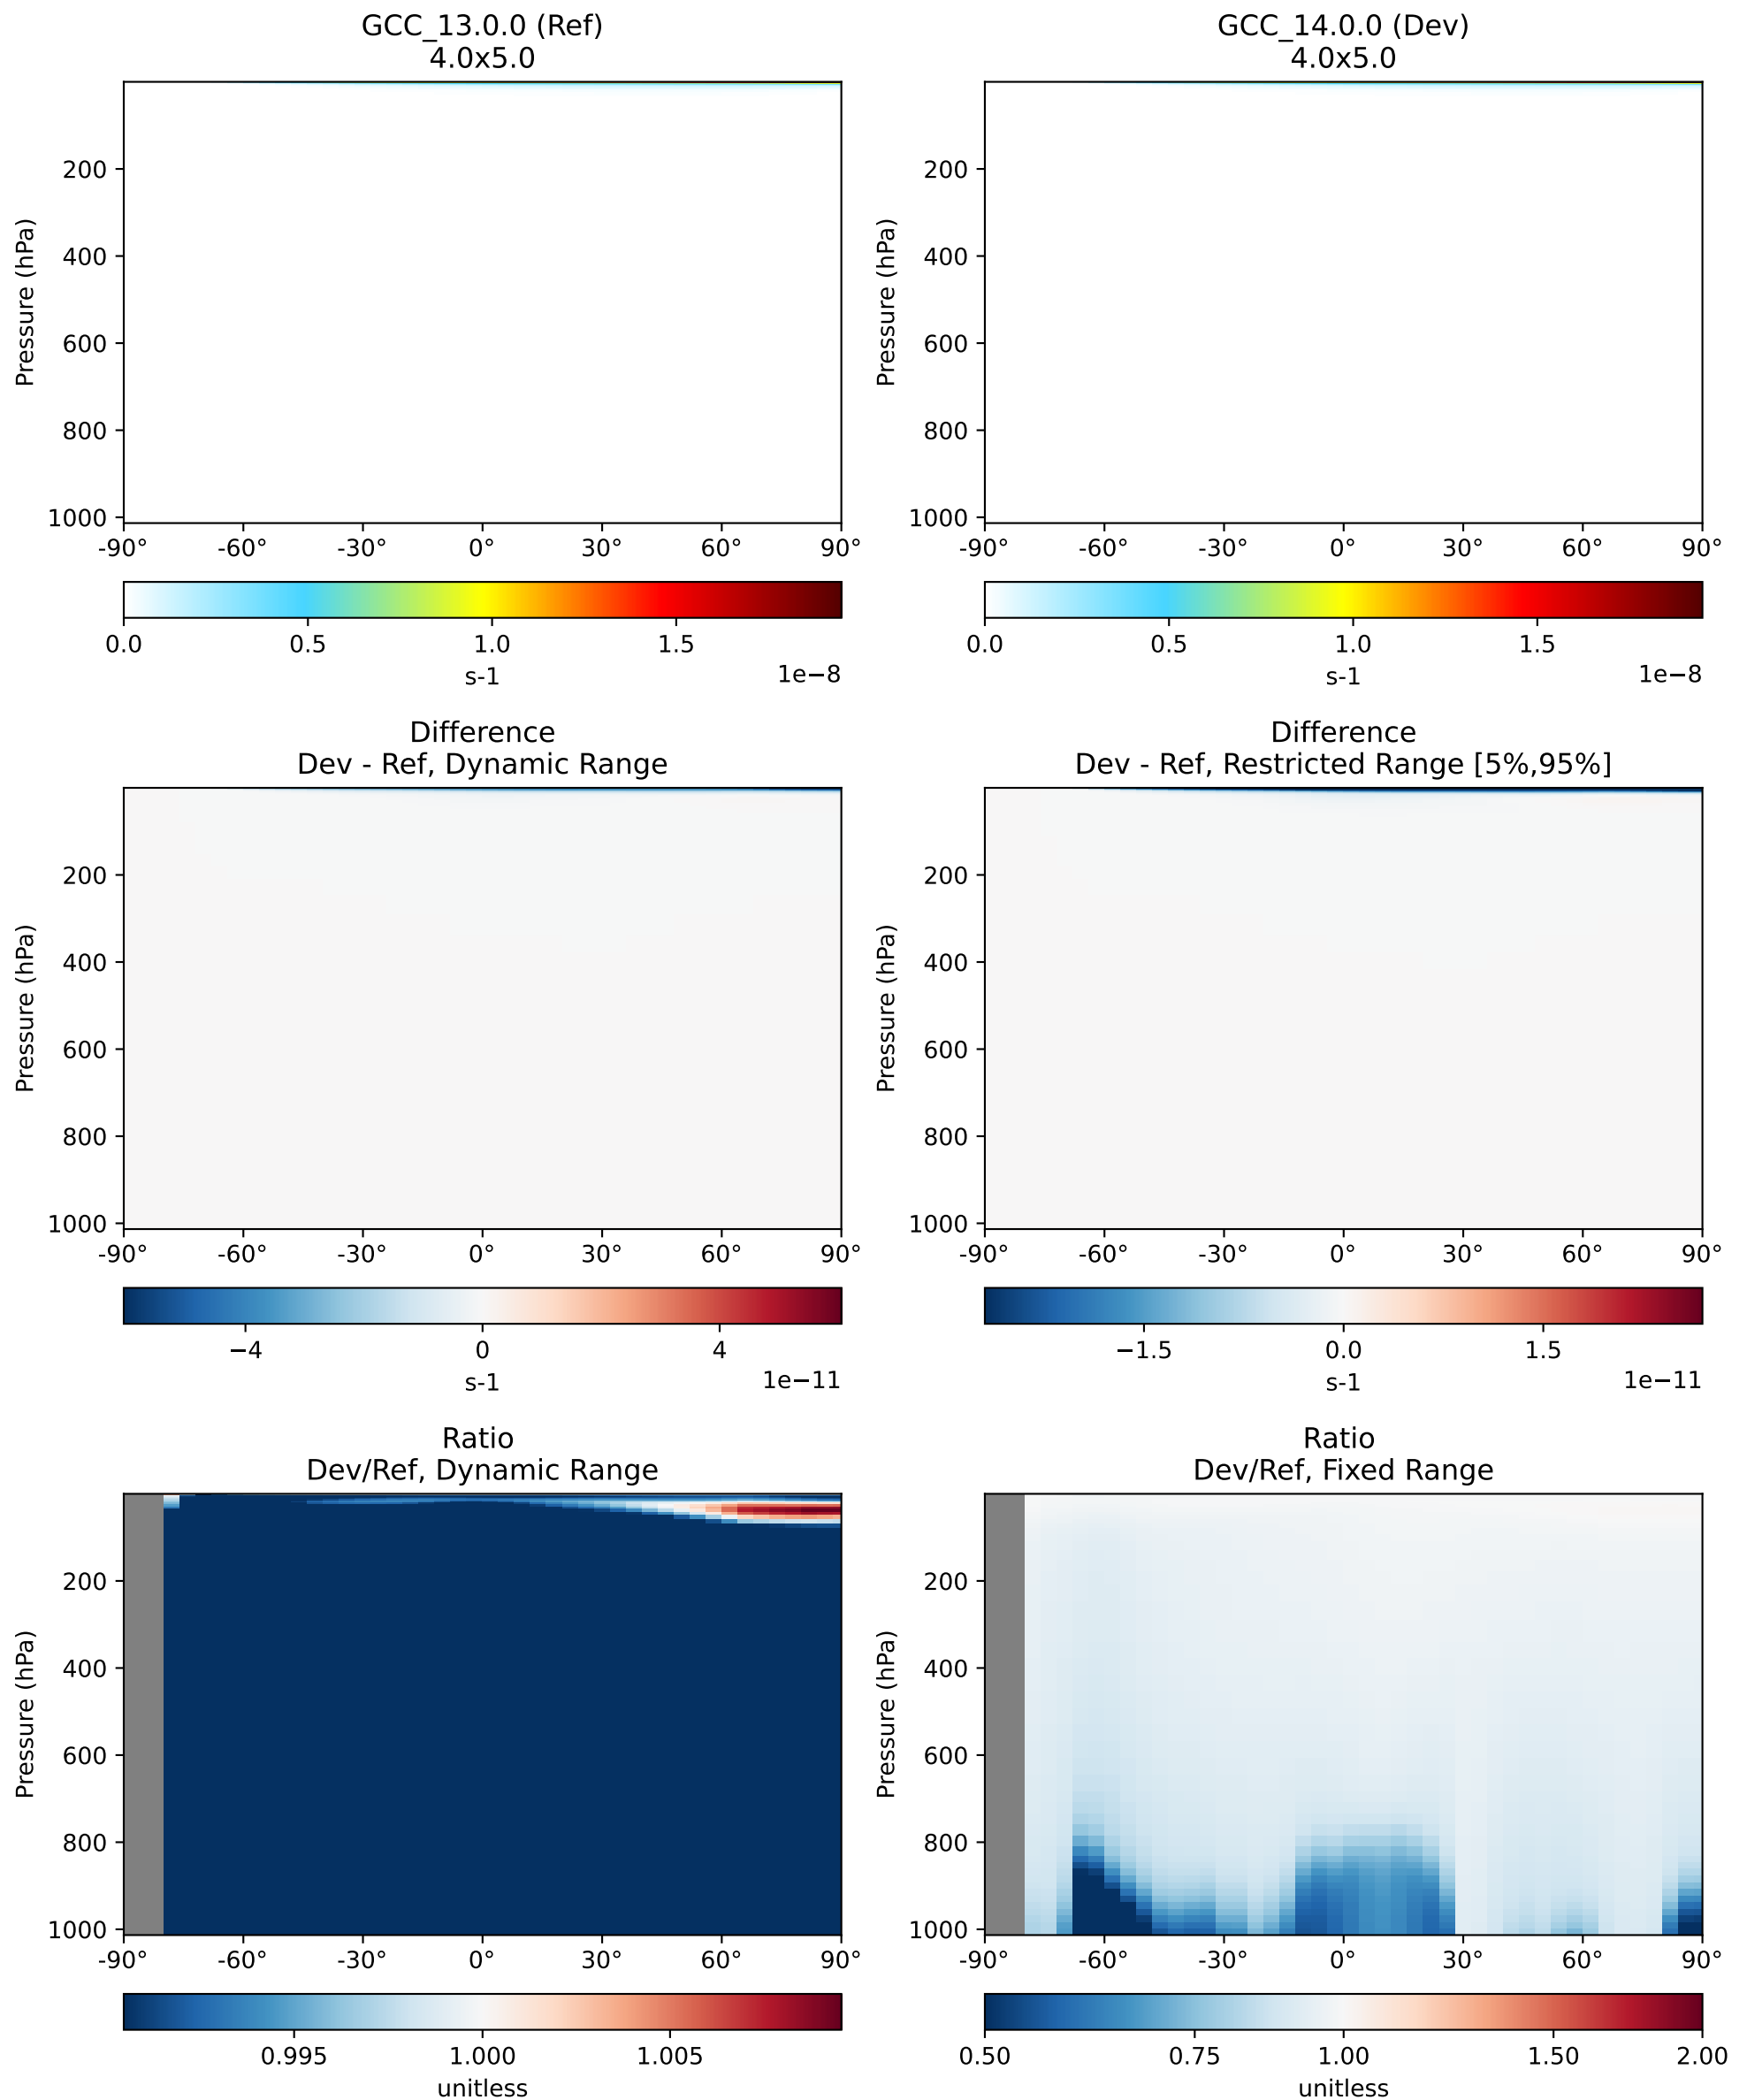 GCC_13.0.0 (Ref)
4.0x5.0
200
400
600
800
1000
Pressure (hPa)
-90° -60° -30° 0° 30° 60° 90°
0.0 0.5 1.0 1.5
s-1
1e−8
GCC_14.0.0 (Dev)
4.0x5.0
200
400
600
800
1000
Pressure (hPa)
-90° -60° -30° 0° 30° 60° 90°
0.0 0.5 1.0 1.5
s-1
1e−8
Difference
Dev - Ref, Dynamic Range
200
400
600
800
1000
Pressure (hPa)
-90° -60° -30° 0° 30° 60° 90°
−4 0 4
s-1
1e−11
Difference
Dev - Ref, Restricted Range [5%,95%]
200
400
600
800
1000
Pressure (hPa)
-90° -60° -30° 0° 30° 60° 90°
−1.5 0.0 1.5
s-1
1e−11
Ratio
Dev/Ref, Dynamic Range
200
400
600
800
1000
Pressure (hPa)
-90° -60° -30° 0° 30° 60° 90°
0.995 1.000 1.005
unitless
Ratio
Dev/Ref, Fixed Range
200
400
600
800
1000
Pressure (hPa)
-90° -60° -30° 0° 30° 60° 90°
0.50 0.75 1.00 1.50 2.00
unitless